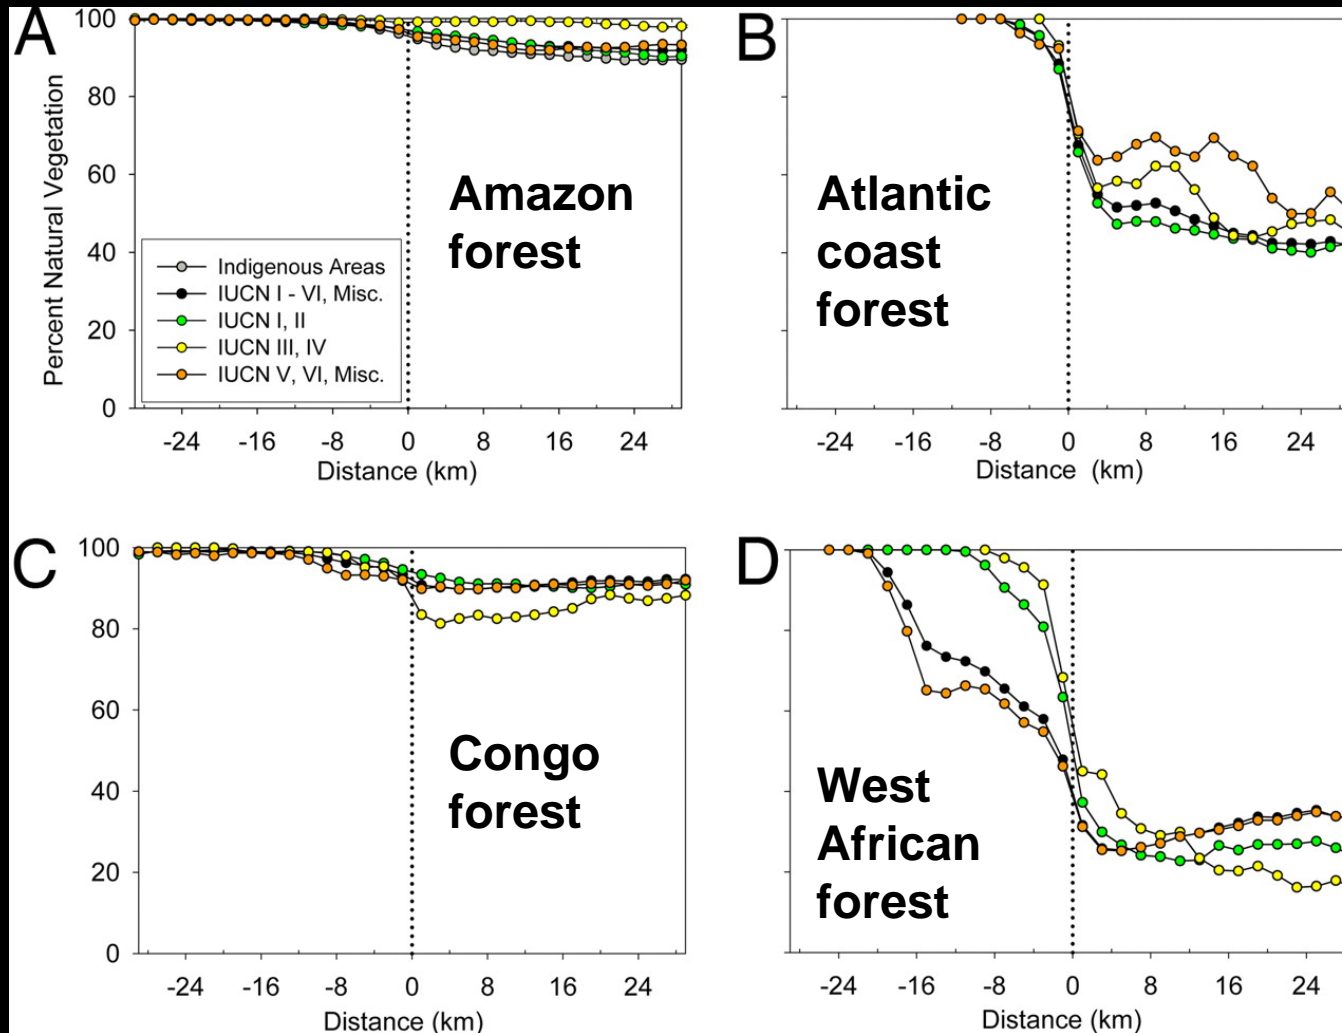 A
Percent Natural Vegetation
100
80
60
40
20
0
Amazon
forest
Indigenous Areas
IUCN I - VI, Misc.
IUCN I, II
IUCN III, IV
IUCN V, VI, Misc.
-24 -16 -8 0 8 16 24
Distance (km)
B
Atlantic
coast
forest
-24 -16 -8 0 8 16 24
Distance (km)
C
100
80
60
40
20
0
Congo
forest
-24 -16 -8 0 8 16 24
Distance (km)
D
West
African
forest
-24 -16 -8 0 8 16 24
Distance (km)